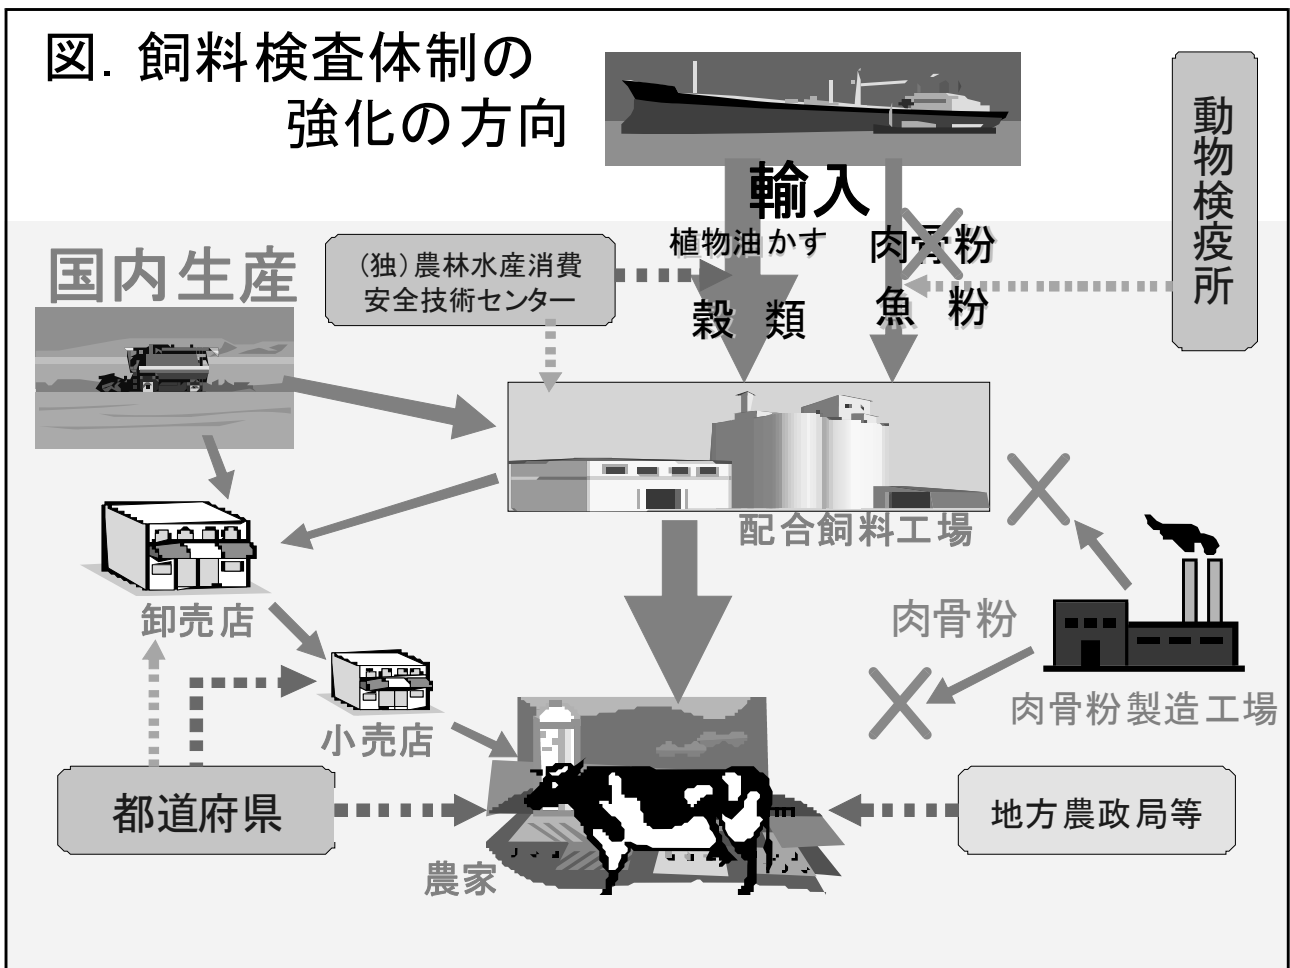 図．飼料検査体制の
強化の方向
動物検疫所
輸入
植物油かす
肉骨粉
穀　類
魚　粉
国内生産
（独）農林水産消費
安全技術センター
配合飼料工場
卸売店
小売店
肉骨粉
肉骨粉製造工場
都道府県
地方農政局等
農家